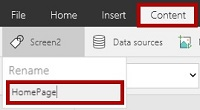 File Home Insert Content
Screen2 Data sources
Rename
HomePage